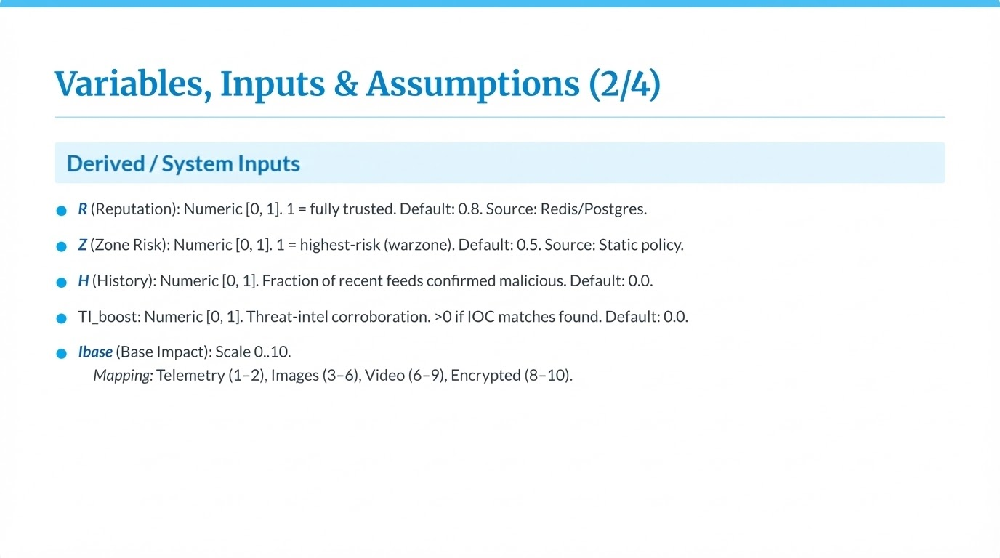 Variables, Inputs & Assumptions (2/4)
Derived / System Inputs
R (Reputation): Numeric [0, 1]. 1 = fully trusted. Default: 0.8. Source: Redis/Postgres.
Z (Zone Risk): Numeric [0, 1]. 1 = highest-risk (warzone). Default: 0.5. Source: Static policy.
H (History): Numeric [0, 1]. Fraction of recent feeds confirmed malicious. Default: 0.0.
TI_boost: Numeric [0, 1]. Threat-intel corroboration. >0 if IOC matches found. Default: 0.0.
Ibase (Base Impact): Scale 0..10.
Mapping: Telemetry (1–2), Images (3–6), Video (6–9), Encrypted (8–10).